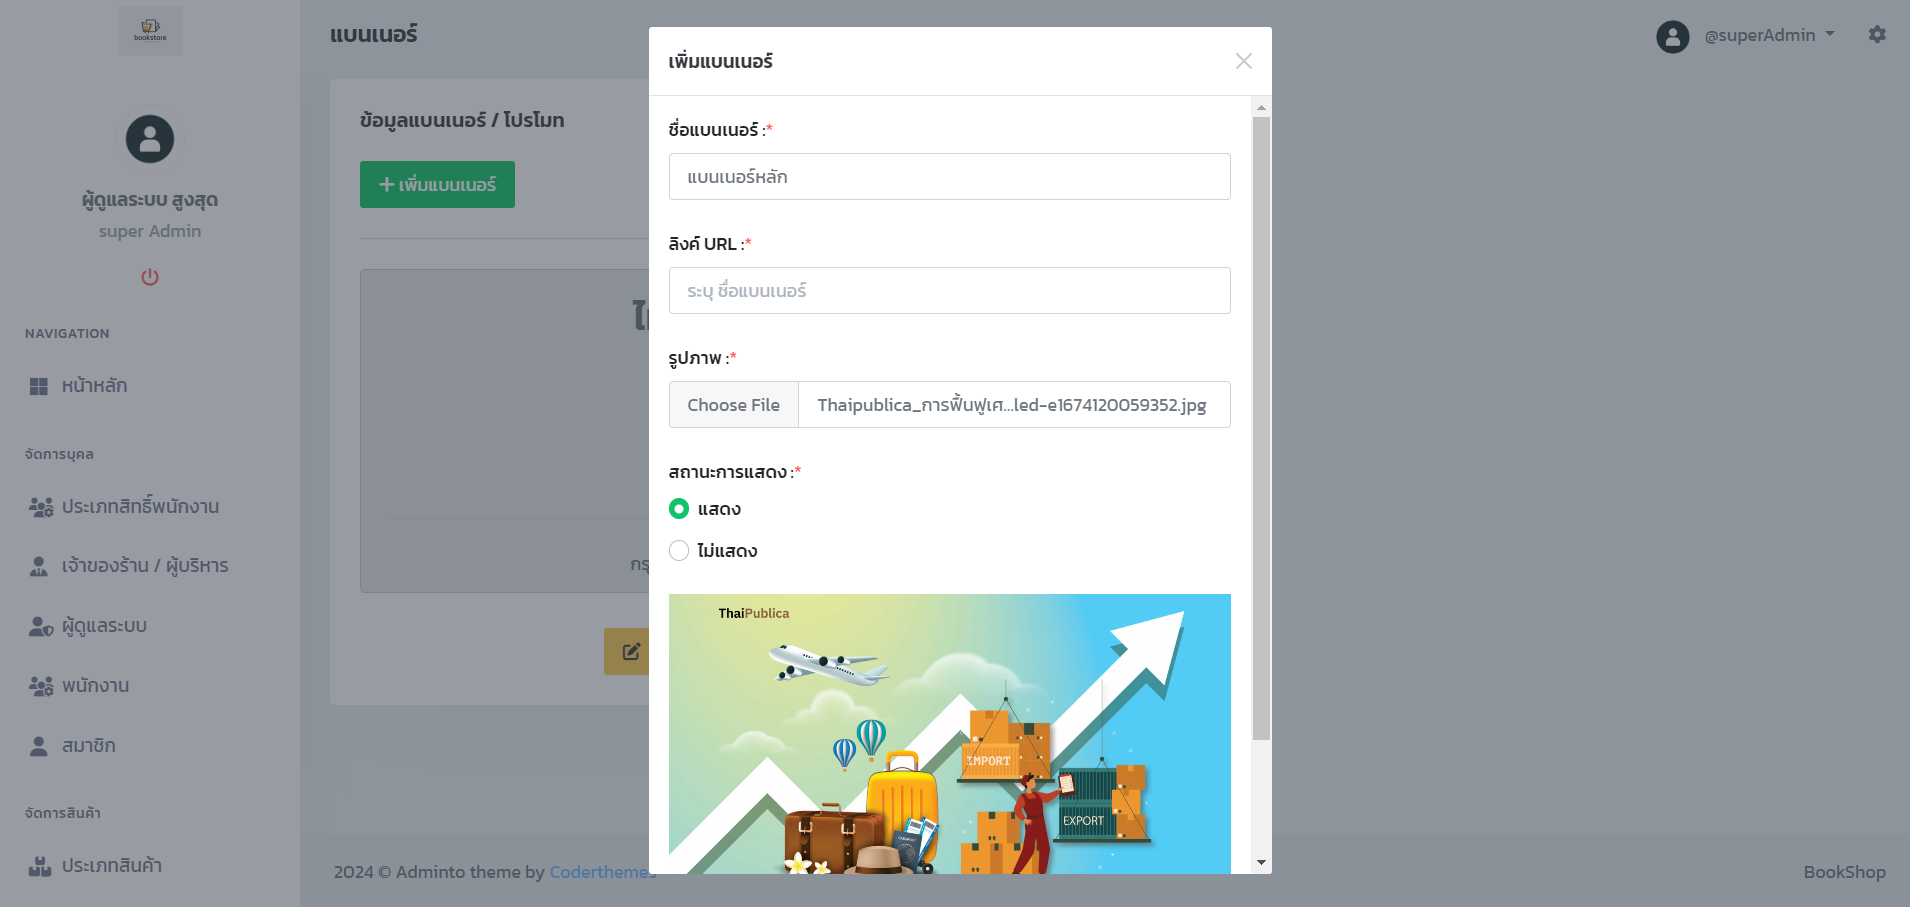 bookstore
ผู้ดูแลระบบ สูงสุด
super Admin
NAVIGATION
หน้าหลัก
จัดการบุคล
ประเภทสิทธิ์พนักงาน
เจ้าของร้าน / ผู้บริหาร
ผู้ดูแลระบบ
พนักงาน
สมาชิก
จัดการสินค้า
ประเภทสินค้า
แบนเนอร์
@superAdmin
ข้อมูลแบนเนอร์ / โปรโมท
เพิ่มแบนเนอร์
เพิ่มแบนเนอร์
ชื่อแบนเนอร์ :*
แบนเนอร์หลัก
ลิงค์ URL :*
ระบุ ชื่อแบนเนอร์
รูปภาพ :*
Choose File
Thaipublica_การฟื้นฟูเศ...led-e1674120059352.jpg
สถานะการแสดง :*
แสดง
ไม่แสดง
ThaiPublica
IMPORT
EXPORT
2024 © Adminto theme by Coderthemes
BookShop